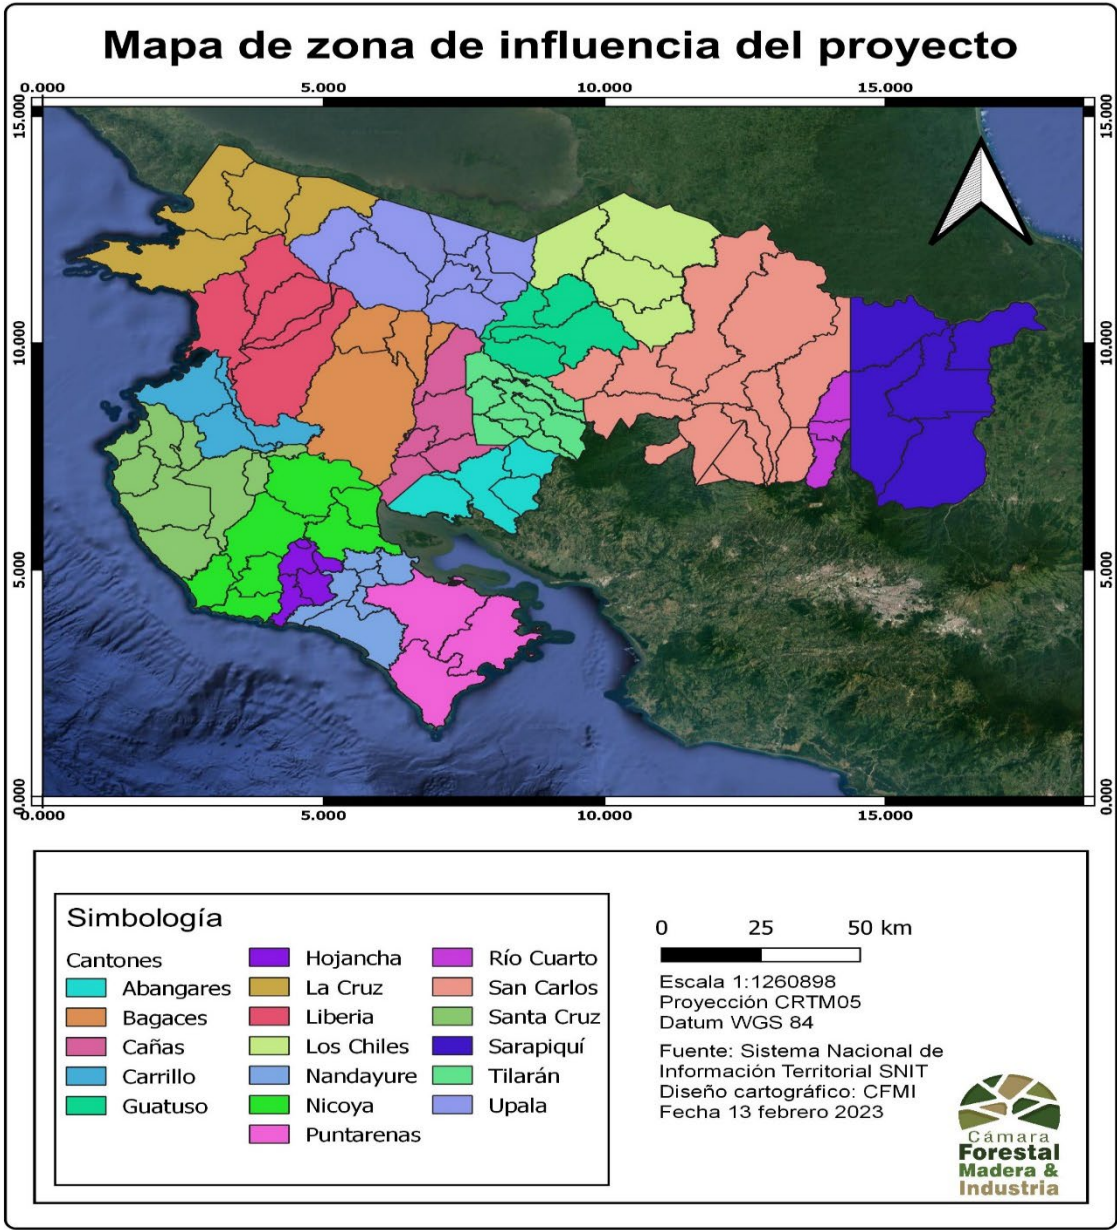 Mapa de zona de influencia del proyecto
0.000 5.000 10.000 15.000
15.000 15.000
10.000 10.000
5.000 5.000
0.000 0.000
0.000 5.000 10.000 15.000
Simbología
Cantones
Abangares
Bagaces
Cañas
Carrillo
Guatuso
Hojancha
La Cruz
Liberia
Los Chiles
Nandayure
Nicoya
Puntarenas
Río Cuarto
San Carlos
Santa Cruz
Sarapiquí
Tilarán
Upala
0 25 50 km
Escala 1:1260898
Proyección CRTM05
Datum WGS 84
Fuente: Sistema Nacional de
Información Territorial SNIT
Diseño cartográfico: CFMI
Fecha 13 febrero 2023
Cámara
Forestal
Madera &
Industria